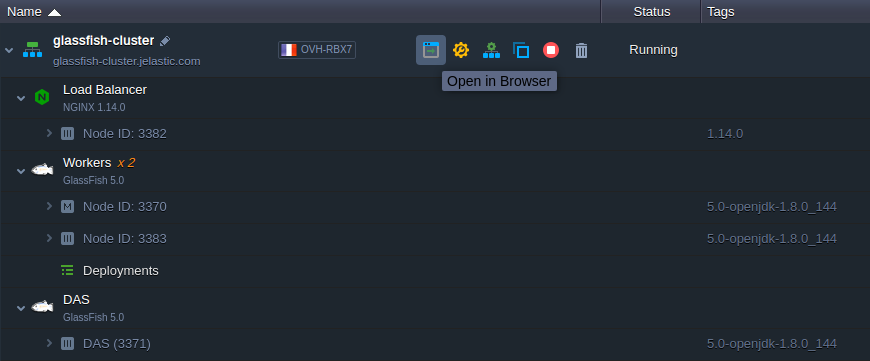 Name Status Tags
glassfish-cluster OVH-RBX7 Running
glassfish-cluster.jelastic.com
Open in Browser
Load Balancer
NGINX 1.14.0
Node ID: 3382 1.14.0
Workers x 2
GlassFish 5.0
M Node ID: 3370 5.0-openjdk-1.8.0_144
Node ID: 3383 5.0-openjdk-1.8.0_144
Deployments
DAS
GlassFish 5.0
DAS (3371) 5.0-openjdk-1.8.0_144